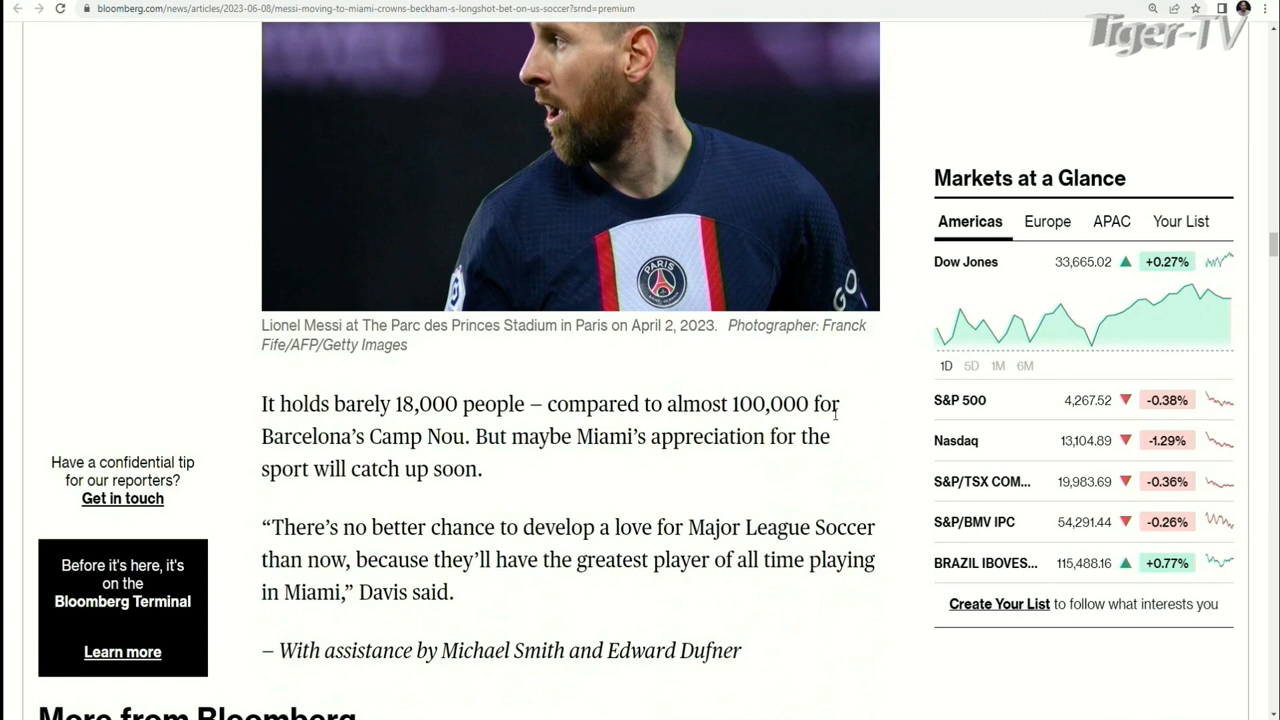 bloomberg.com/news/articles/2023-06-08/messi-moving-to-miami-crowns-beckham-s-longshot-bet-on-us-soccer?srnd=premium
Tiger-TV
PARIS
GO
Lionel Messi at The Parc des Princes Stadium in Paris on April 2, 2023. Photographer: Franck
Fife/AFP/Getty Images
It holds barely 18,000 people – compared to almost 100,000 for
Barcelona’s Camp Nou. But maybe Miami’s appreciation for the
sport will catch up soon.
“There’s no better chance to develop a love for Major League Soccer
than now, because they’ll have the greatest player of all time playing
in Miami,” Davis said.
– With assistance by Michael Smith and Edward Dufner
More from Bloomberg
Have a confidential tip
for our reporters?
Get in touch
Before it's here, it's
on the
Bloomberg Terminal
Learn more
Markets at a Glance
Americas Europe APAC Your List
Dow Jones 33,665.02 ▲ +0.27%
1D 5D 1M 6M
S&P 500 4,267.52 ▼ -0.38%
Nasdaq 13,104.89 ▼ -1.29%
S&P/TSX COM... 19,983.69 ▼ -0.36%
S&P/BMV IPC 54,291.44 ▼ -0.26%
BRAZIL IBOVES... 115,488.16 ▲ +0.77%
Create Your List to follow what interests you